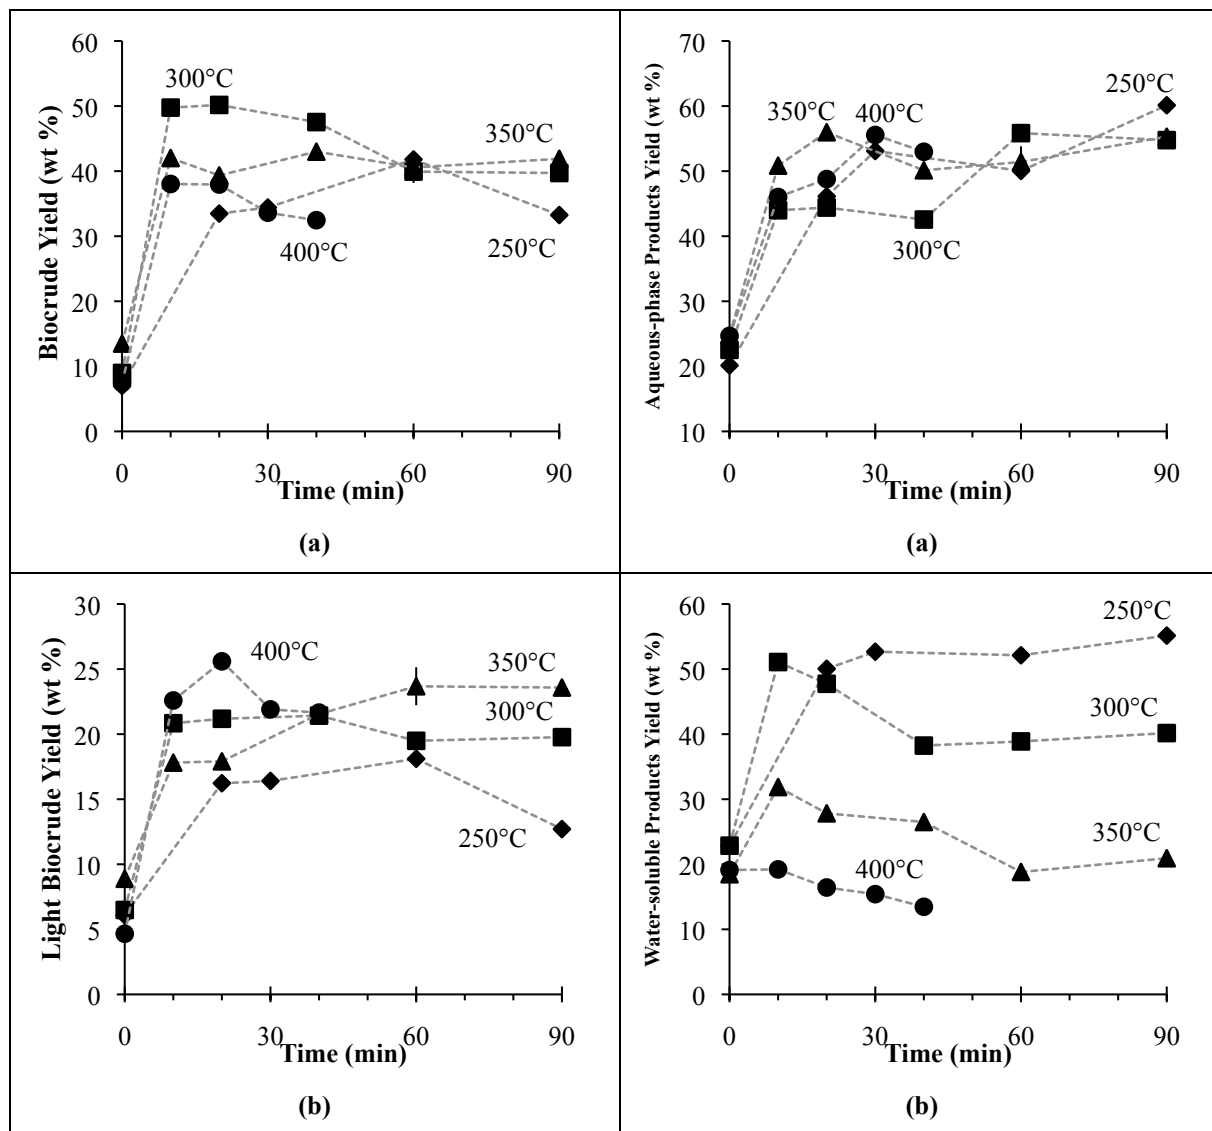 60
50
40
30
20
10
0
Biocrude Yield (wt %)
300°C
350°C
400°C
250°C
0
30
60
90
Time (min)
(a)
70
60
50
40
30
20
10
Aqueous-phase Products Yield (wt %)
350°C
400°C
250°C
300°C
0
30
60
90
Time (min)
(a)
30
25
20
15
10
5
0
Light Biocrude Yield (wt %)
400°C
350°C
300°C
250°C
0
30
60
90
Time (min)
(b)
60
50
40
30
20
10
0
Water-soluble Products Yield (wt %)
250°C
300°C
350°C
400°C
0
30
60
90
Time (min)
(b)